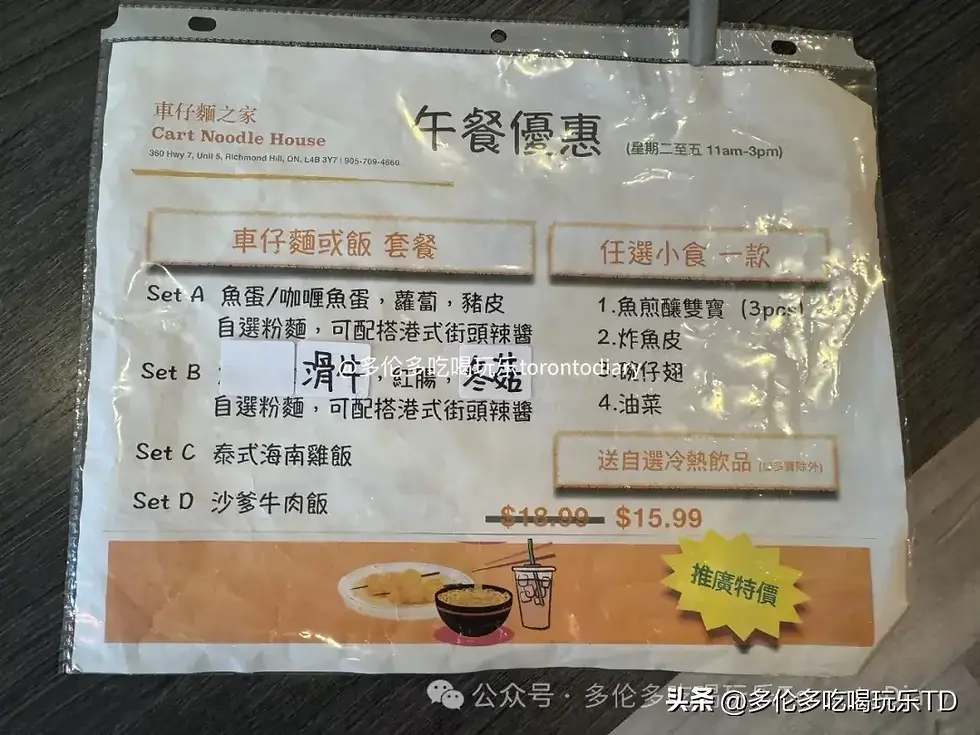 車仔麵之家
Cart Noodle House
360 Hwy 7, Unit 5, Richmond Hill, ON. L4B 3Y7 | 905-709-4660
午餐優惠 (星期二至五 11am-3pm)
車仔麵或飯 套餐
Set A 魚蛋/咖喱魚蛋，蘿蔔，豬皮
自選粉麵，可配搭港式街頭辣醬
Set B 滑牛，紅腸，冬菇
自選粉麵，可配搭港式街頭辣醬
Set C 泰式海南雞飯
Set D 沙爹牛肉飯
任選小食 一款
1.魚煎釀雙寶 (3pcs)
2.炸魚皮
碗仔翅
4.油菜
送自選冷熱飲品
$18.99 $15.99
推廣特價
@多伦多吃喝玩乐torontodiary
公众号·多伦多吃喝玩乐
头条 @多伦多吃喝玩乐TD